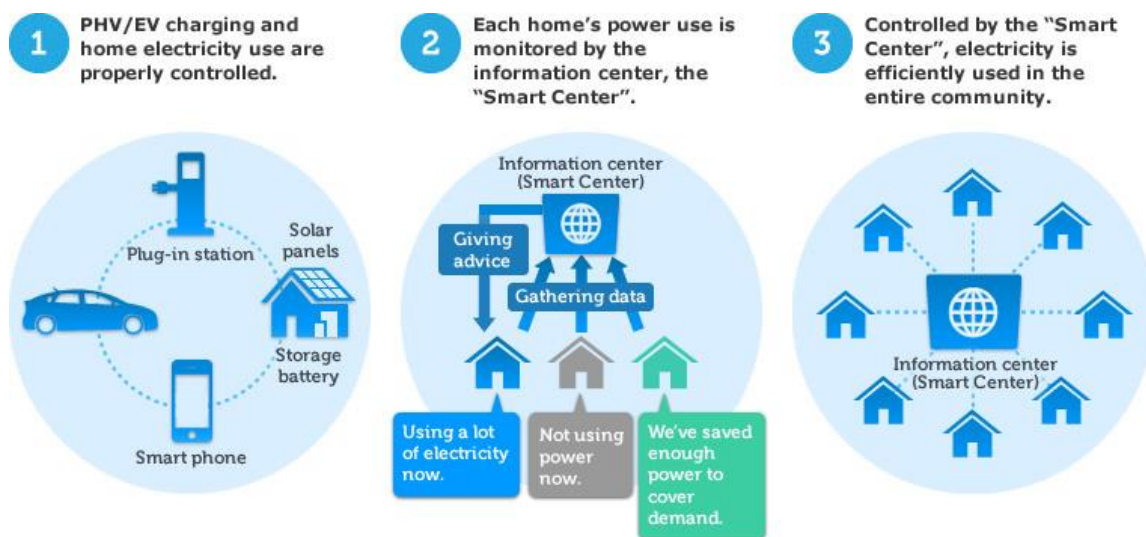 1
PHV/EV charging and
home electricity use are
properly controlled.
Plug-in station
Solar
panels
Storage
battery
Smart phone
2
Each home’s power use is
monitored by the
information center, the
“Smart Center”.
Information center
(Smart Center)
Giving
advice
Gathering data
Using a lot
of electricity
now.
Not using
power
now.
We’ve saved
enough
power to
cover
demand.
3
Controlled by the “Smart
Center”, electricity is
efficiently used in the
entire community.
Information center
(Smart Center)